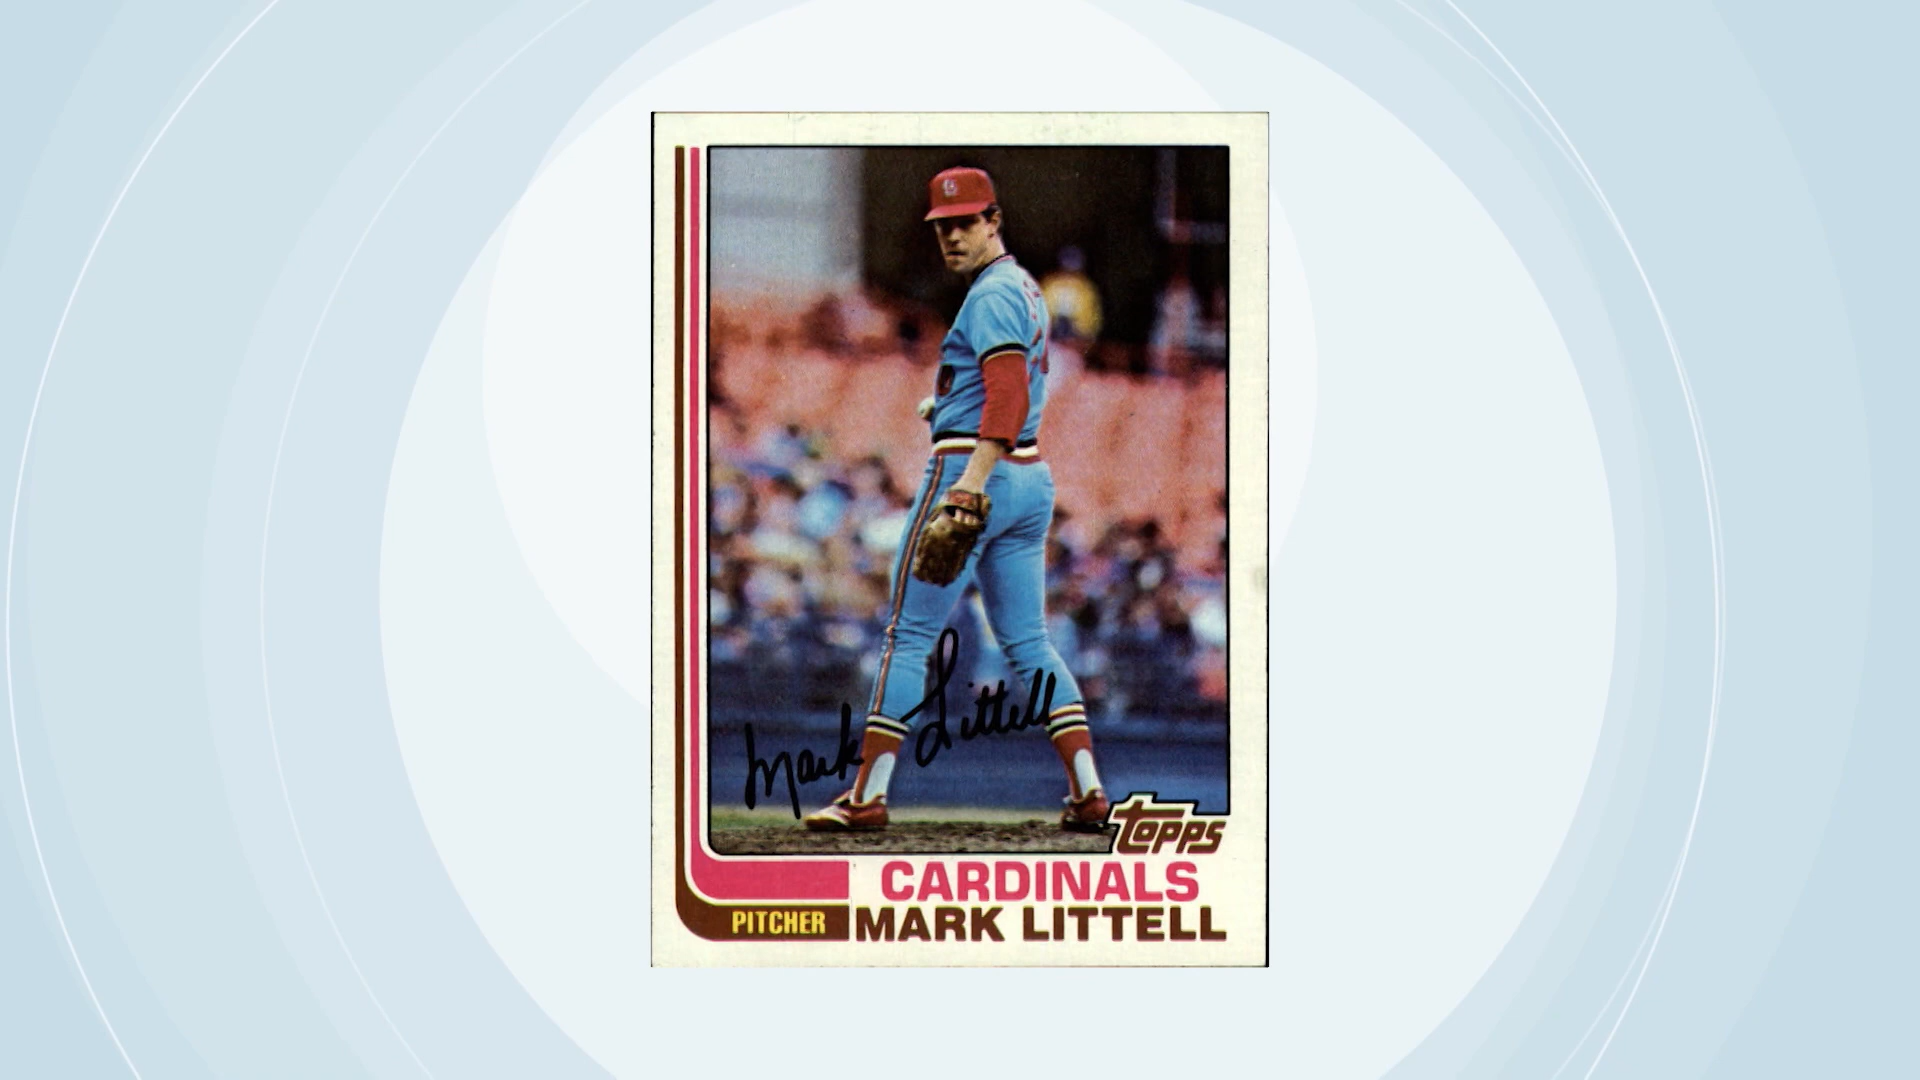 Mark Littell
topps
CARDINALS
PITCHER
MARK LITTELL